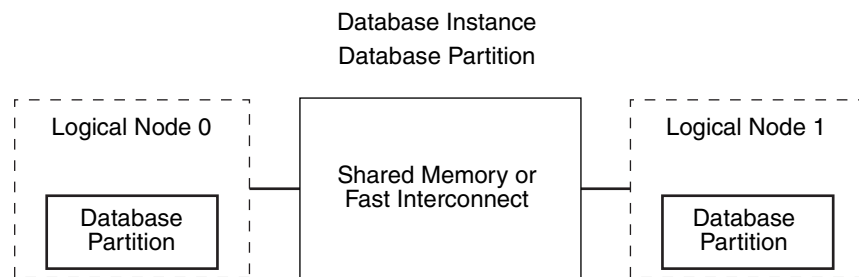 Database Instance
Database Partition
Logical Node 0
Database
Partition
Shared Memory or
Fast Interconnect
Logical Node 1
Database
Partition